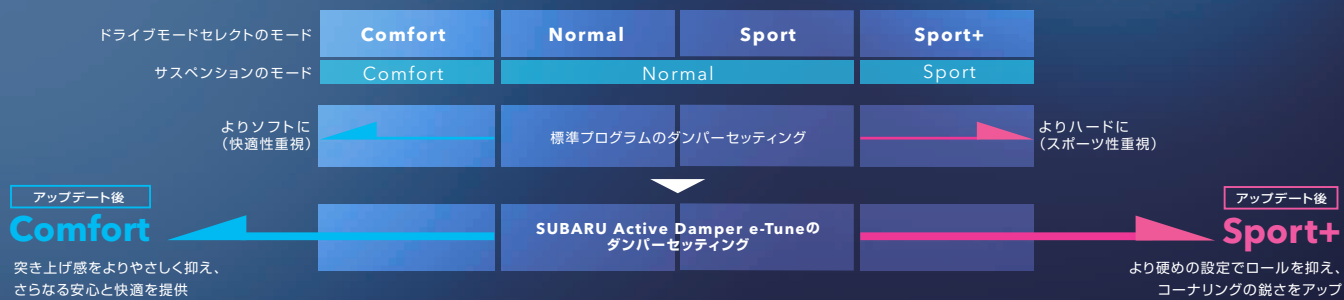 ドライブモードセレクトのモード Comfort Normal Sport Sport+
サスペンションのモード Comfort Normal Sport
よりソフトに
(快適性重視)
標準プログラムのダンパーセッティング
よりハードに
(スポーツ性重視)
アップデート後
Comfort
突き上げ感をよりやさしく抑え、
さらなる安心と快適を提供
SUBARU Active Damper e-Tuneの
ダンパーセッティング
アップデート後
Sport+
より硬めの設定でロールを抑え、
コーナリングの鋭さをアップ